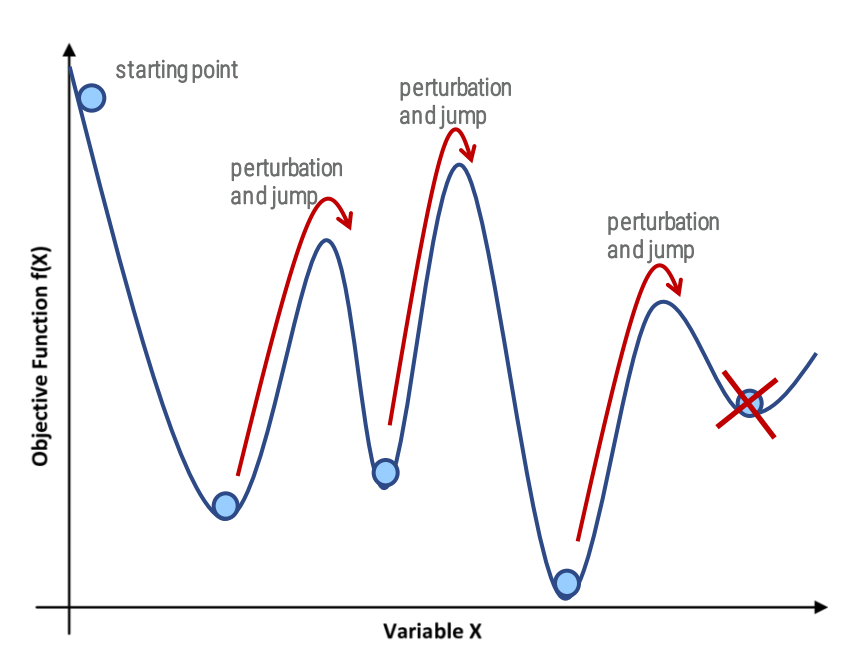 starting point
perturbation
and jump
perturbation
and jump
perturbation
and jump
Objective Function f(X)
Variable X